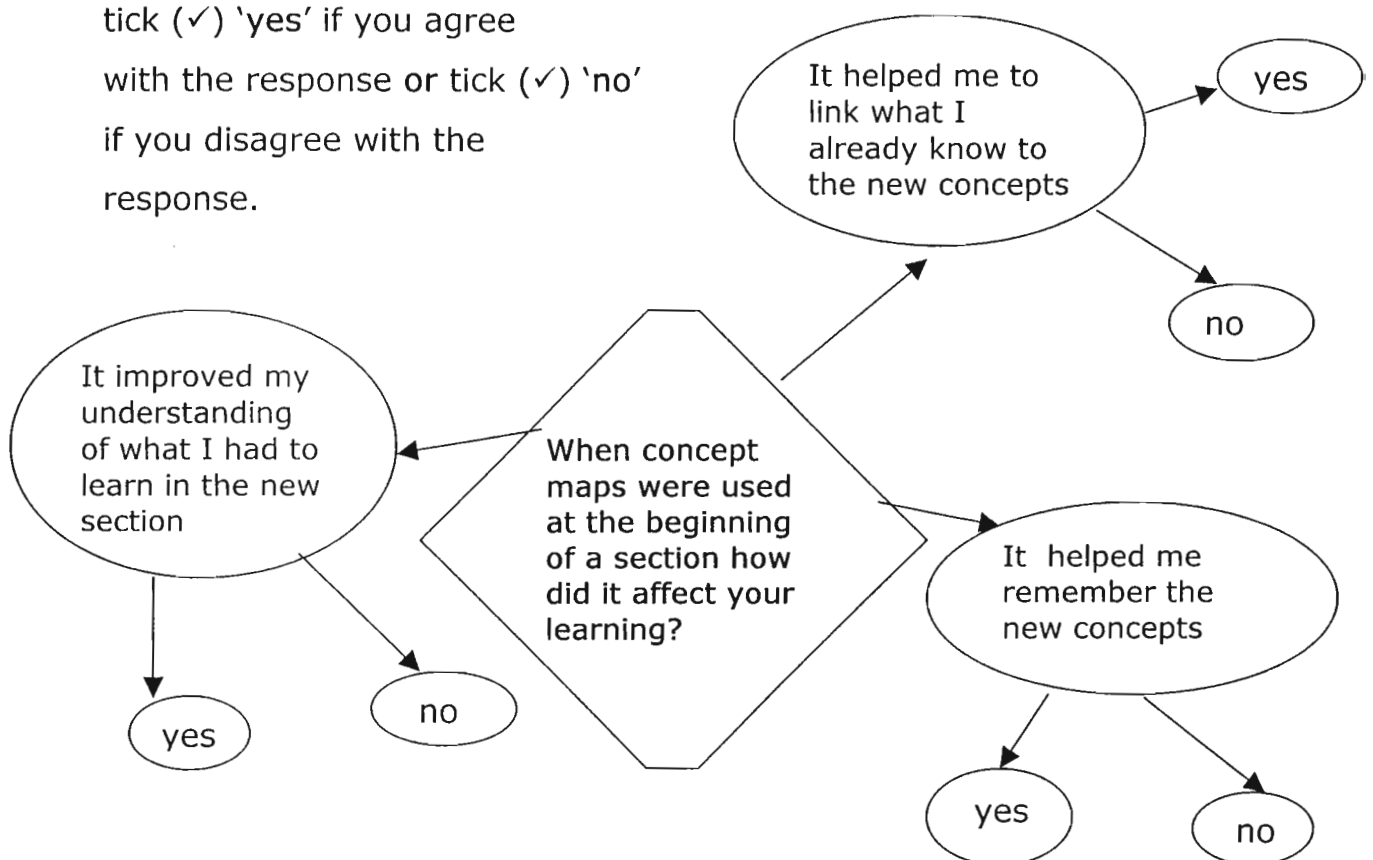 tick (✓) ‘yes’ if you agree
with the response or tick (✓) ‘no’
if you disagree with the
response.
It helped me to
link what I
already know to
the new concepts
yes
no
It improved my
understanding
of what I had to
learn in the new
section
yes
no
When concept
maps were used
at the beginning
of a section how
did it affect your
learning?
It helped me
remember the
new concepts
yes
no